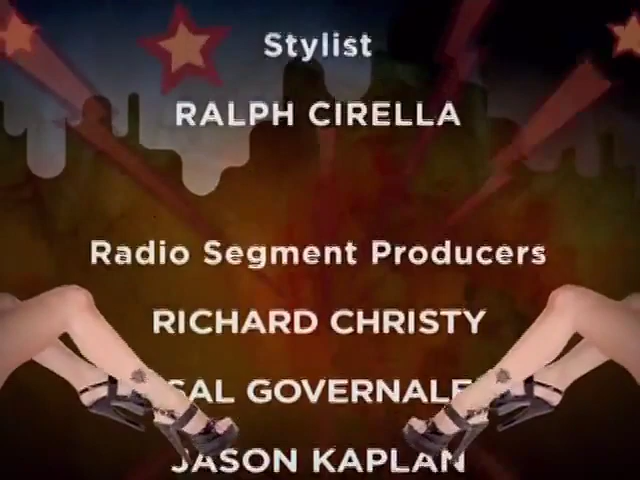 Stylist
RALPH CIRELLA
Radio Segment Producers
RICHARD CHRISTY
SAL GOVERNALE
JASON KAPLAN